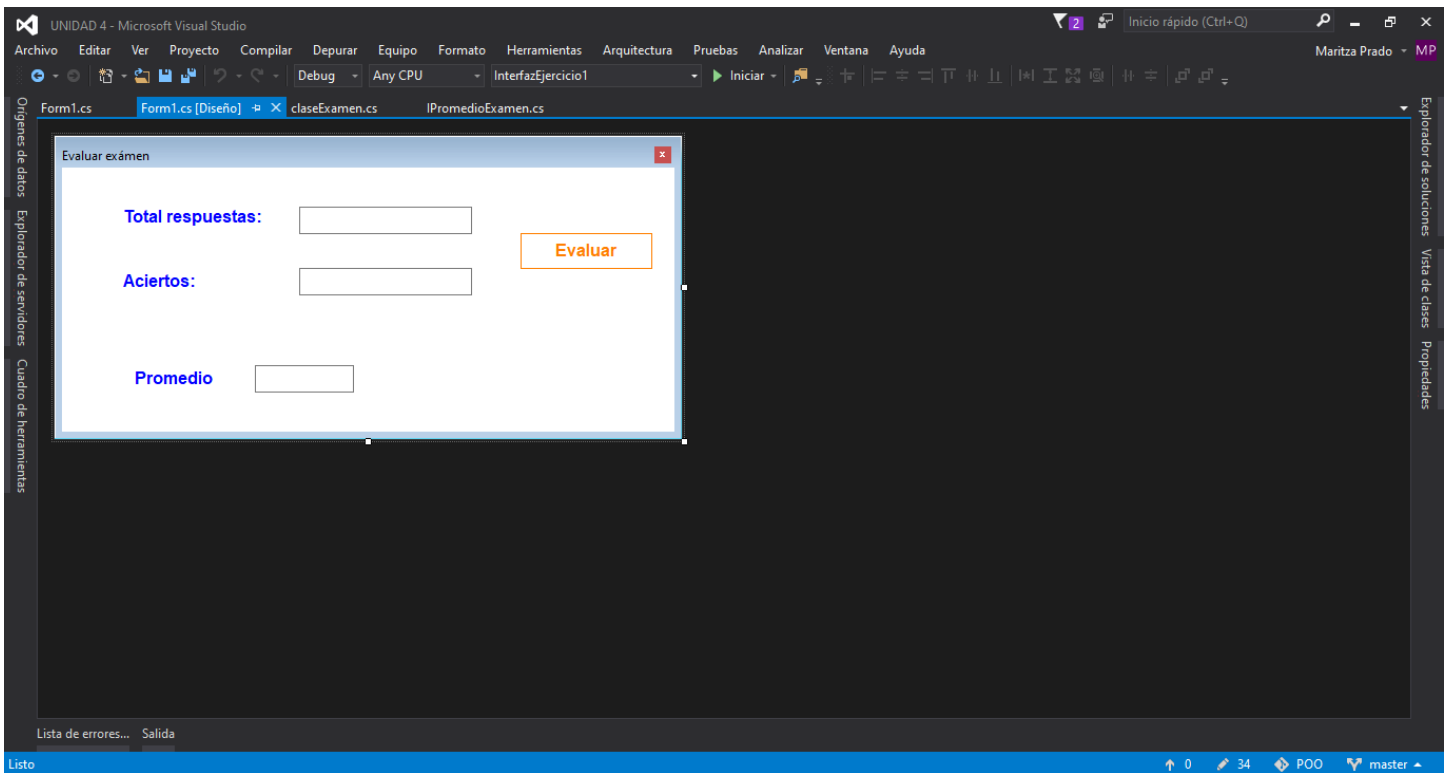 UNIDAD 4 - Microsoft Visual Studio
2
Inicio rápido (Ctrl+Q)
Archivo Editar Ver Proyecto Compilar Depurar Equipo Formato Herramientas Arquitectura Pruebas Analizar Ventana Ayuda
Maritza Prado MP
Debug Any CPU InterfazEjercicio1 Iniciar
Form1.cs Form1.cs [Diseño] claseExamen.cs IPromedioExamen.cs
Orígenes de datos
Explorador de servidores
Cuadro de herramientas
Evaluar exámen
Total respuestas:
Evaluar
Aciertos:
Promedio
Explorador de soluciones
Vista de clases
Propiedades
Lista de errores... Salida
Listo
0 34 POO master